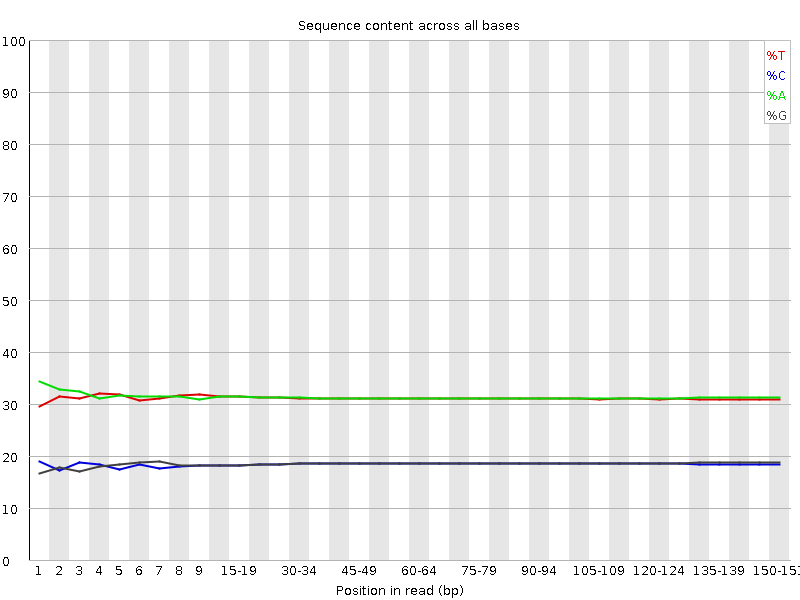 Sequence content across all bases
100
90
80
70
60
50
40
30
20
10
0
%T
%C
%A
%G
1 2 3 4 5 6 7 8 9 15-19 30-34 45-49 60-64 75-79 90-94 105-109 120-124 135-139 150-151
Position in read (bp)